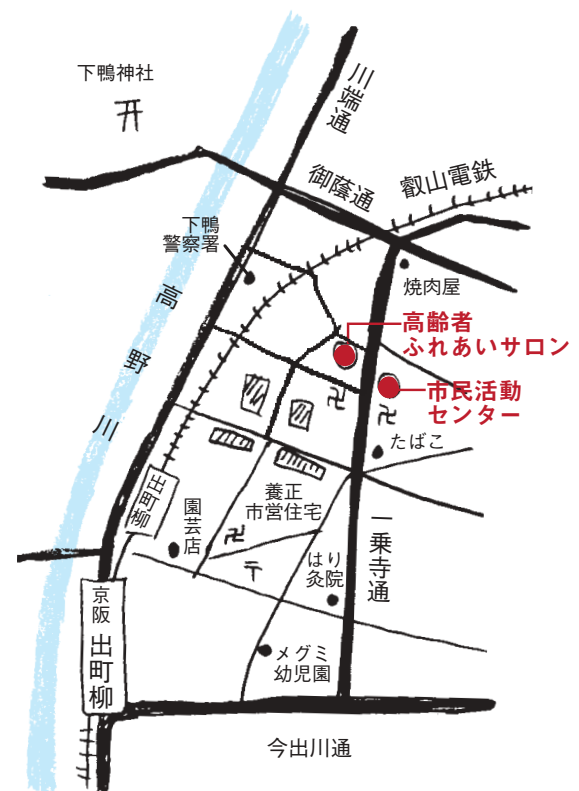 下鴨神社
川端通
御蔭通
叡山電鉄
下鴨
警察署
焼肉屋
高齢者
ふれあいサロン
高野川
市民活動
センター
たばこ
出町柳
園芸店
養正
市営住宅
一乗寺通
はり
灸院
京阪
出町柳
メグミ
幼児園
今出川通